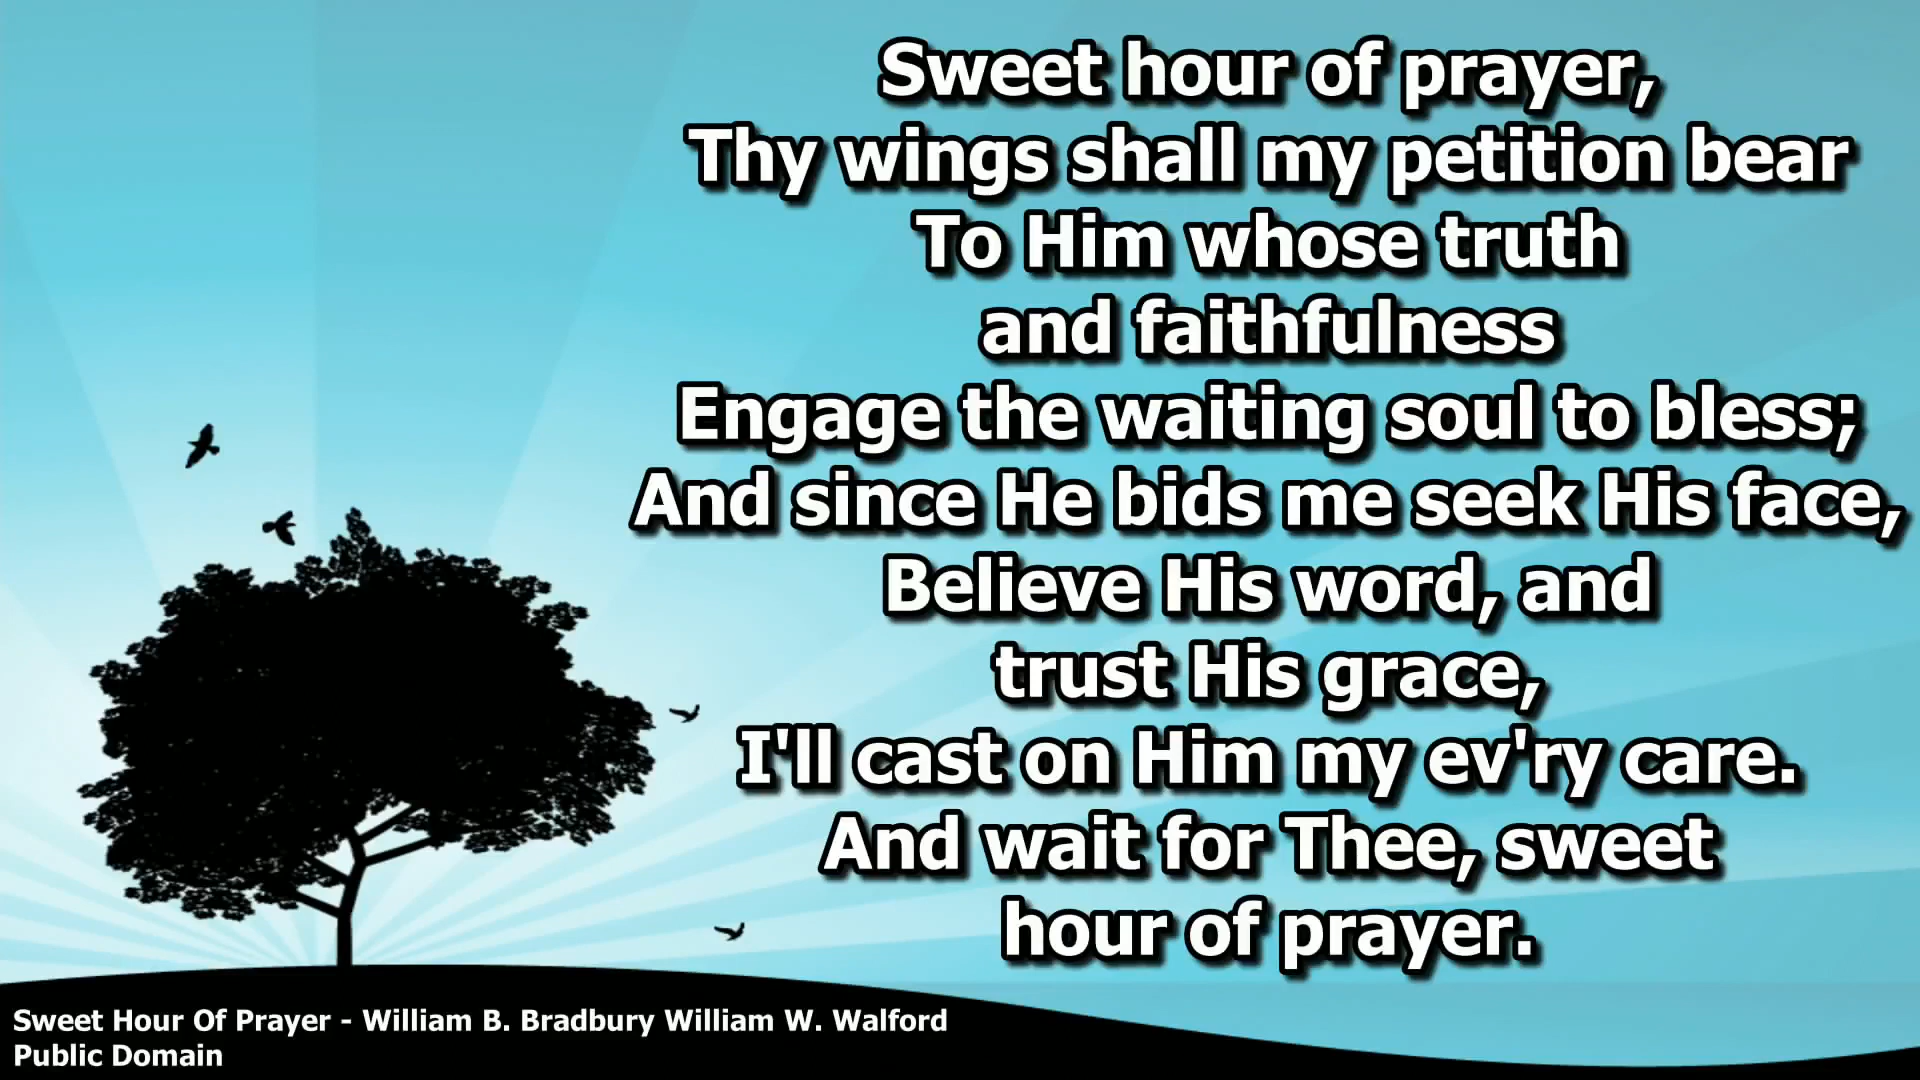 Sweet hour of prayer,
Thy wings shall my petition bear
To Him whose truth
and faithfulness
Engage the waiting soul to bless;
And since He bids me seek His face,
Believe His word, and
trust His grace,
I'll cast on Him my ev'ry care.
And wait for Thee, sweet
hour of prayer.
Sweet Hour Of Prayer - William B. Bradbury William W. Walford
Public Domain